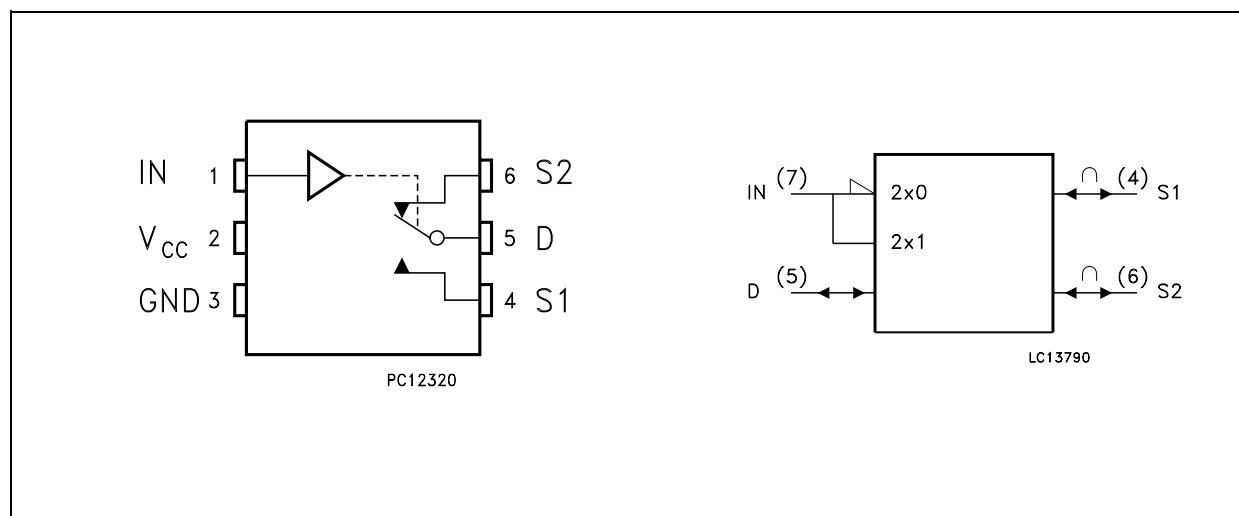 IN 1
6 S2
VCC 2
5 D
GND 3
4 S1
PC12320
IN (7)
2x0
(4) S1
2x1
D (5)
(6) S2
LC13790